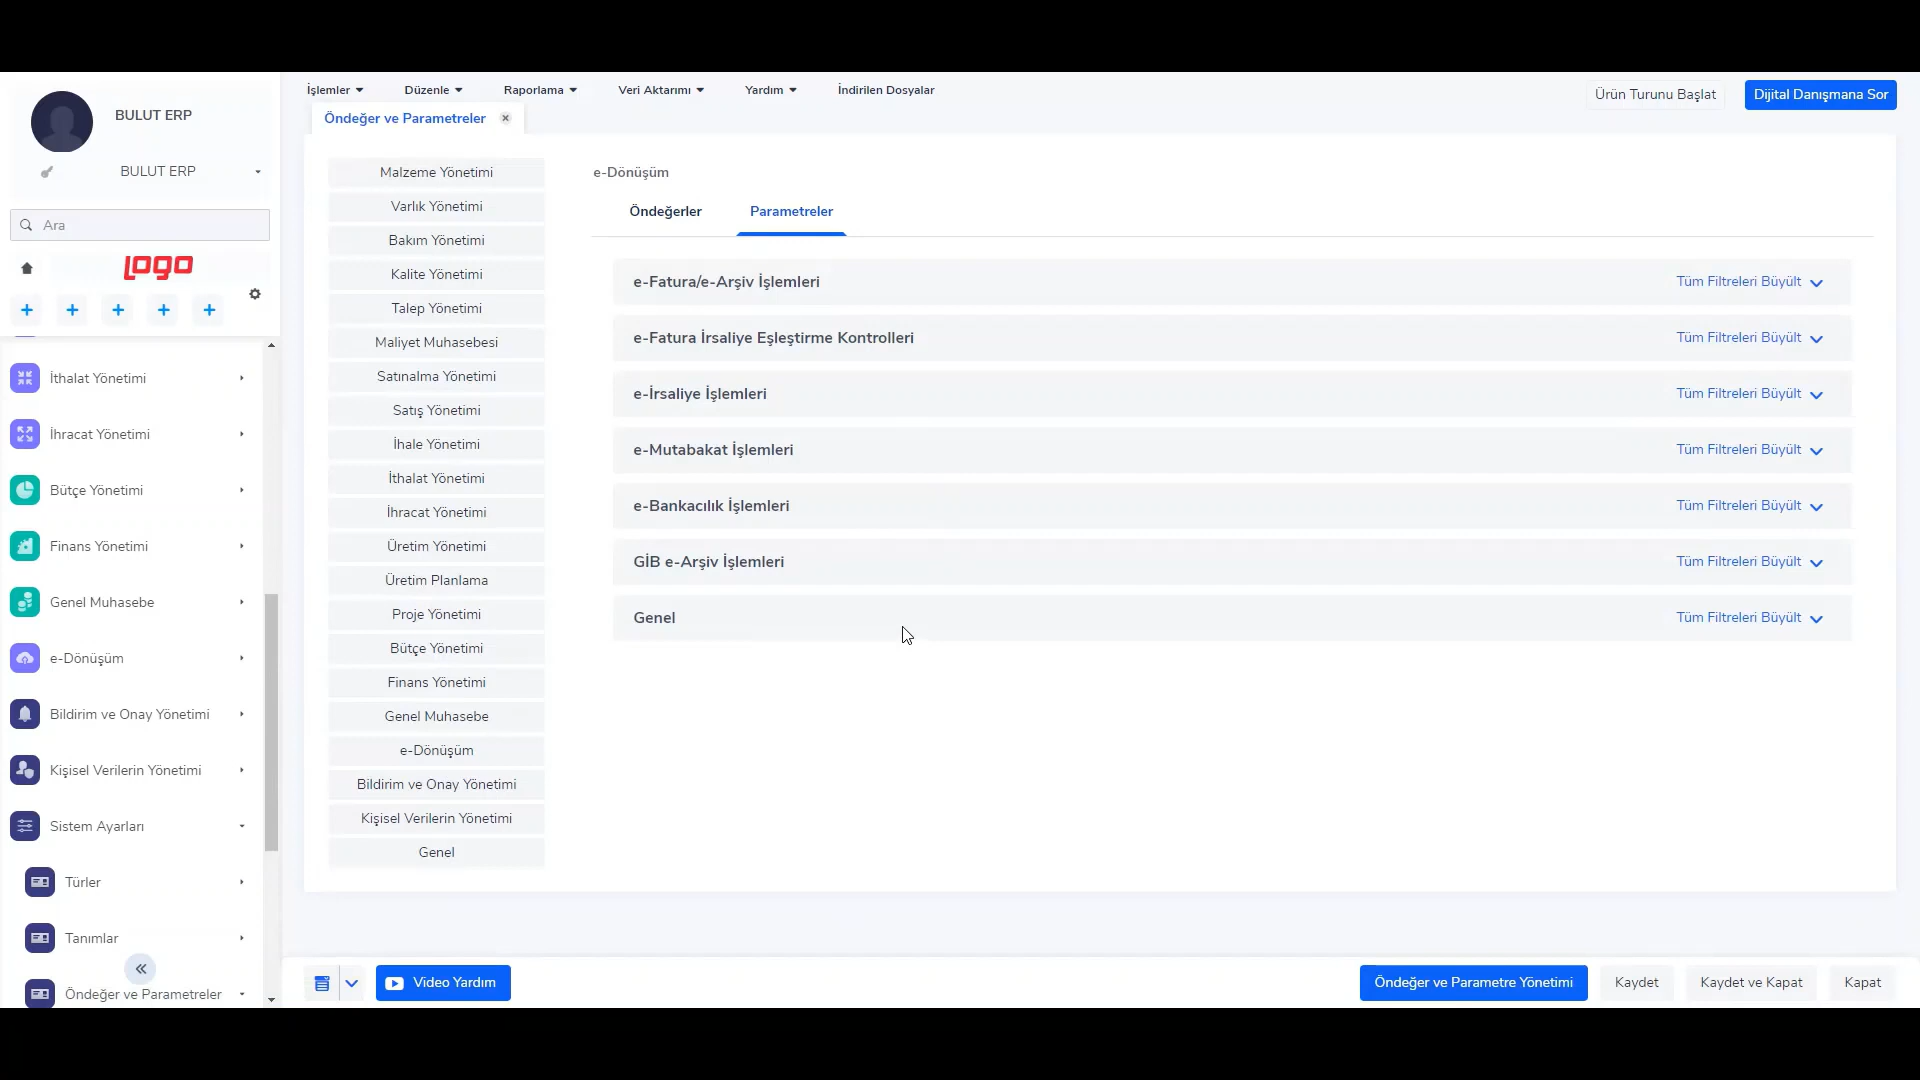 BULUT ERP
BULUT ERP
Ara
LOGO
İthalat Yönetimi
İhracat Yönetimi
Bütçe Yönetimi
Finans Yönetimi
Genel Muhasebe
e-Dönüşüm
Bildirim ve Onay Yönetimi
Kişisel Verilerin Yönetimi
Sistem Ayarları
Türler
Tanımlar
Öndeğer ve Parametreler
İşlemler
Düzenle
Raporlama
Veri Aktarımı
Yardım
İndirilen Dosyalar
Ürün Turunu Başlat
Dijital Danışmana Sor
Öndeğer ve Parametreler
Malzeme Yönetimi
Varlık Yönetimi
Bakım Yönetimi
Kalite Yönetimi
Talep Yönetimi
Maliyet Muhasebesi
Satınalma Yönetimi
Satış Yönetimi
İhale Yönetimi
İthalat Yönetimi
İhracat Yönetimi
Üretim Yönetimi
Üretim Planlama
Proje Yönetimi
Bütçe Yönetimi
Finans Yönetimi
Genel Muhasebe
e-Dönüşüm
Bildirim ve Onay Yönetimi
Kişisel Verilerin Yönetimi
Genel
e-Dönüşüm
Öndeğerler
Parametreler
e-Fatura/e-Arşiv İşlemleri
Tüm Filtreleri Büyült
e-Fatura İrsaliye Eşleştirme Kontrolleri
Tüm Filtreleri Büyült
e-İrsaliye İşlemleri
Tüm Filtreleri Büyült
e-Mutabakat İşlemleri
Tüm Filtreleri Büyült
e-Bankacılık İşlemleri
Tüm Filtreleri Büyült
GİB e-Arşiv İşlemleri
Tüm Filtreleri Büyült
Genel
Tüm Filtreleri Büyült
Video Yardım
Öndeğer ve Parametre Yönetimi
Kaydet
Kaydet ve Kapat
Kapat